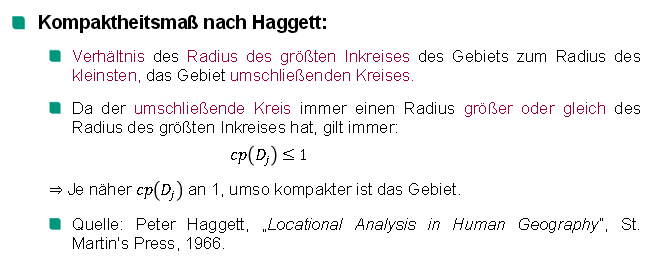 Kompaktheitsmaß nach Haggett:
Verhältnis des Radius des größten Inkreises des Gebiets zum Radius des
kleinsten, das Gebiet umschließenden Kreises.
Da der umschließende Kreis immer einen Radius größer oder gleich des
Radius des größten Inkreises hat, gilt immer:
cp(D_j) ≤ 1
⇒ Je näher cp(D_j) an 1, umso kompakter ist das Gebiet.
Quelle: Peter Haggett, „Locational Analysis in Human Geography“, St.
Martin's Press, 1966.